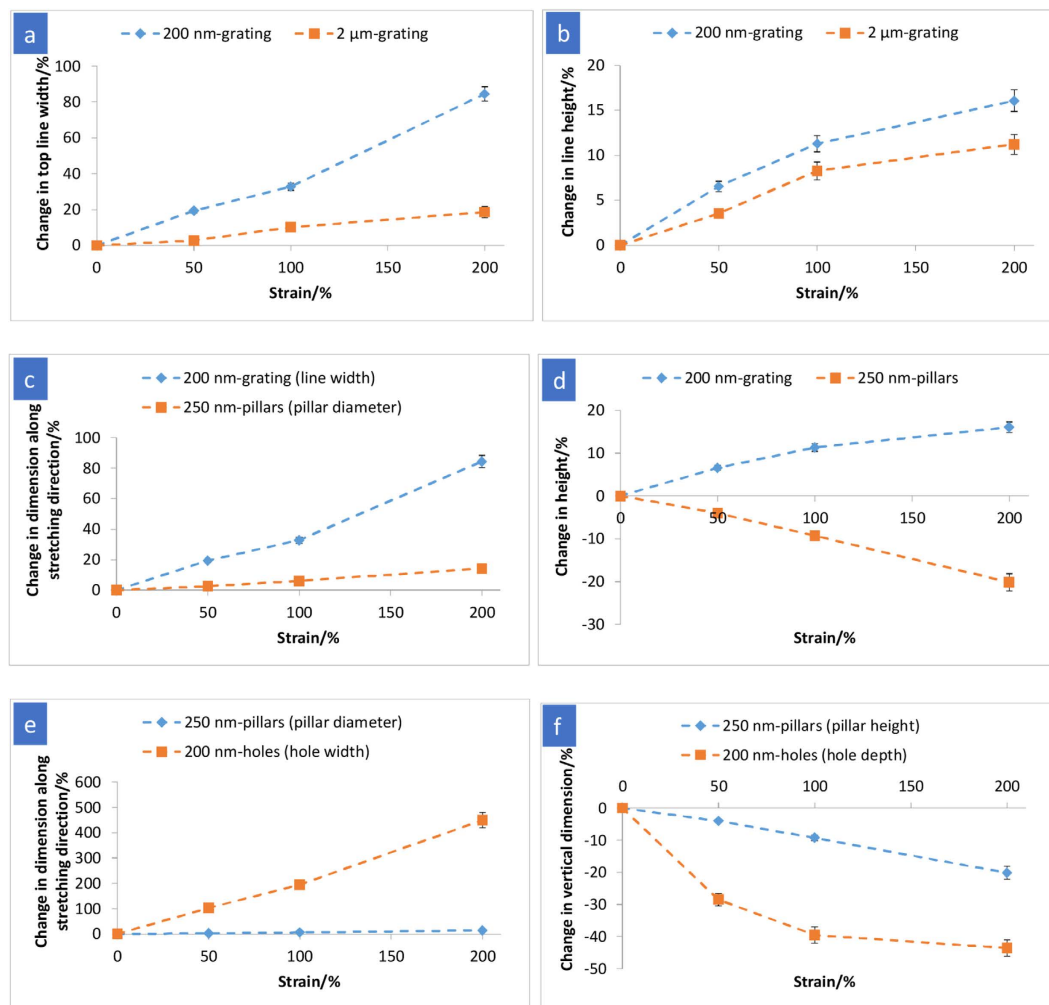 a
200 nm-grating 2 μm-grating
Change in top line width/%
100
80
60
40
20
0
0 50 100 150 200
Strain/%
b
200 nm-grating 2 μm-grating
Change in line height/%
20
15
10
5
0
0 50 100 150 200
Strain/%
c
200 nm-grating (line width)
250 nm-pillars (pillar diameter)
Change in dimension along
stretching direction/%
100
80
60
40
20
0
0 50 100 150 200
Strain/%
d
200 nm-grating 250 nm-pillars
Change in height/%
20
10
0
-10
-20
-30
0 50 100 150 200
Strain/%
e
250 nm-pillars (pillar diameter)
200 nm-holes (hole width)
Change in dimension along
stretching direction/%
600
500
400
300
200
100
0
0 50 100 150 200
Strain/%
f
250 nm-pillars (pillar height)
200 nm-holes (hole depth)
Change in vertical dimension/%
0 50 100 150 200
0
-10
-20
-30
-40
-50
Strain/%